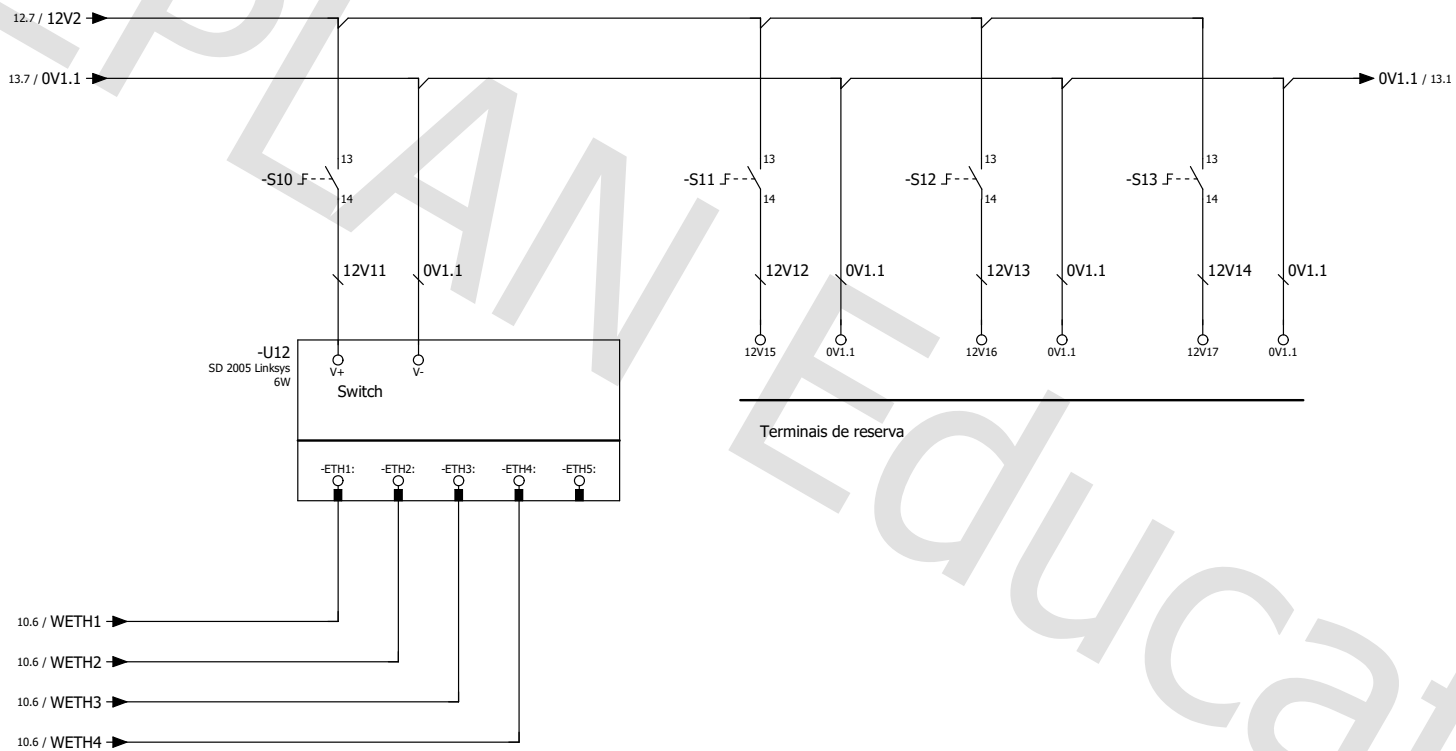 12.7 / 12V2
13.7 / 0V1.1
0V1.1 / 13.1
-S10
13
14
-S11
13
14
-S12
13
14
-S13
13
14
12V11
0V1.1
12V12
0V1.1
12V13
0V1.1
12V14
0V1.1
-U12
SD 2005 Linksys
6W
V+
V-
Switch
12V15
0V1.1
12V16
0V1.1
12V17
0V1.1
Terminais de reserva
-ETH1:
-ETH2:
-ETH3:
-ETH4:
-ETH5:
10.6 / WETH1
10.6 / WETH2
10.6 / WETH3
10.6 / WETH4
EPLAN Educat